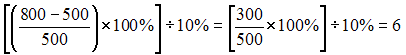 [((800 − 500)/500) × 100%] ÷ 10% = [300/500 × 100%] ÷ 10% = 6